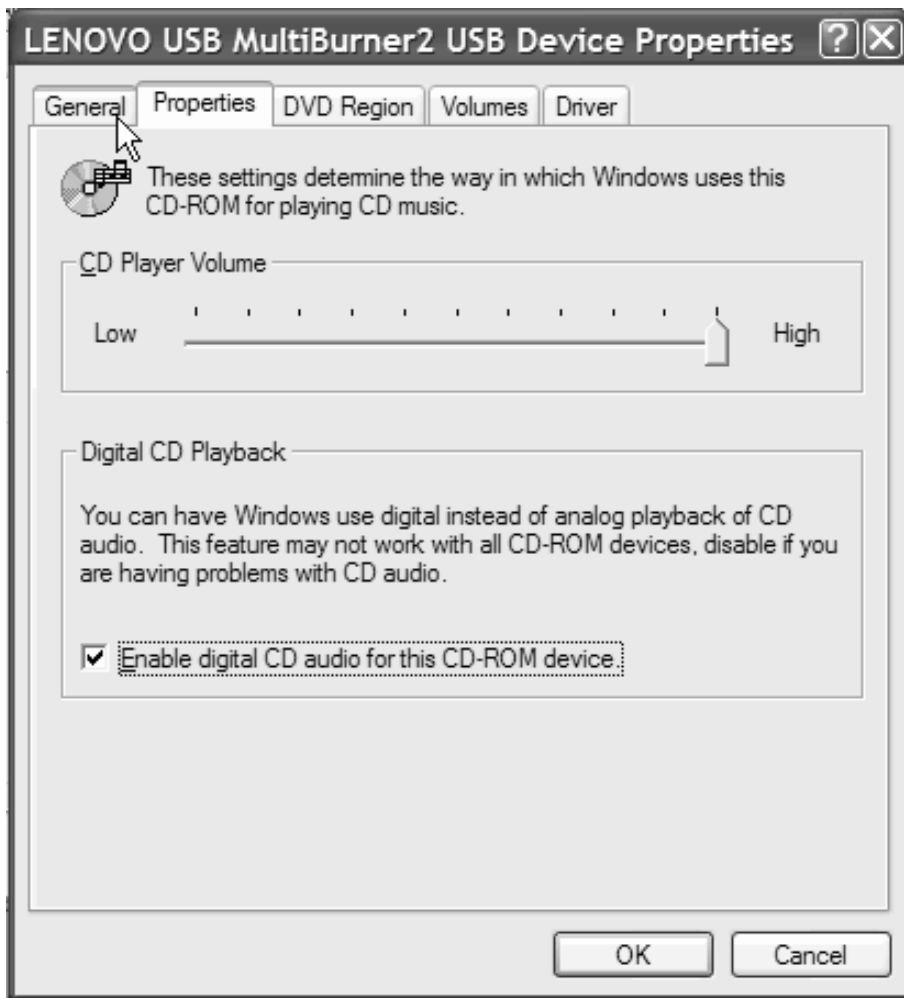 LENOVO USB MultiBurner2 USB Device Properties
General Properties DVD Region Volumes Driver
These settings determine the way in which Windows uses this
CD-ROM for playing CD music.
CD Player Volume
Low High
Digital CD Playback
You can have Windows use digital instead of analog playback of CD
audio. This feature may not work with all CD-ROM devices, disable if you
are having problems with CD audio.
Enable digital CD audio for this CD-ROM device.
OK Cancel